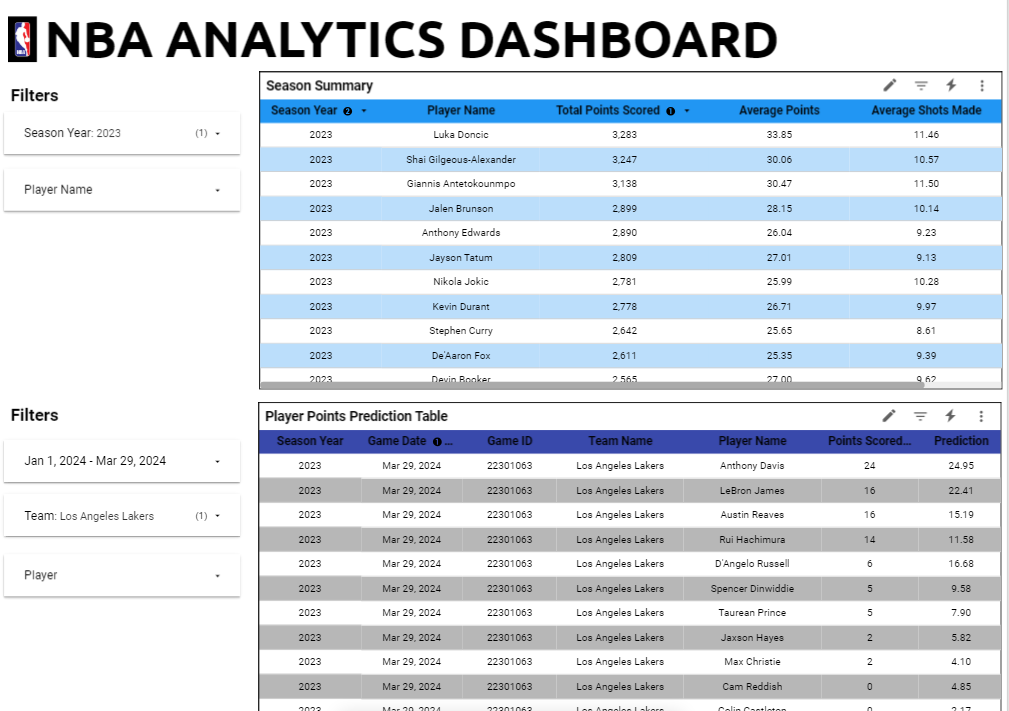 NBA ANALYTICS DASHBOARD
Filters
Season Year: 2023 (1)
Player Name
Season Summary
Season Year 2 Player Name Total Points Scored 1 Average Points Average Shots Made
2023 Luka Doncic 3,283 33.85 11.46
2023 Shai Gilgeous-Alexander 3,247 30.06 10.57
2023 Giannis Antetokounmpo 3,138 30.47 11.50
2023 Jalen Brunson 2,899 28.15 10.14
2023 Anthony Edwards 2,890 26.04 9.23
2023 Jayson Tatum 2,809 27.01 9.13
2023 Nikola Jokic 2,781 25.99 10.28
2023 Kevin Durant 2,778 26.71 9.97
2023 Stephen Curry 2,642 25.65 8.61
2023 De'Aaron Fox 2,611 25.35 9.39
2023 Devin Booker 2,565 27.00 9.62
Filters
Jan 1, 2024 - Mar 29, 2024
Team: Los Angeles Lakers (1)
Player
Player Points Prediction Table
Season Year Game Date 1 ... Game ID Team Name Player Name Points Scored... Prediction
2023 Mar 29, 2024 22301063 Los Angeles Lakers Anthony Davis 24 24.95
2023 Mar 29, 2024 22301063 Los Angeles Lakers LeBron James 16 22.41
2023 Mar 29, 2024 22301063 Los Angeles Lakers Austin Reaves 16 15.19
2023 Mar 29, 2024 22301063 Los Angeles Lakers Rui Hachimura 14 11.58
2023 Mar 29, 2024 22301063 Los Angeles Lakers D'Angelo Russell 6 16.68
2023 Mar 29, 2024 22301063 Los Angeles Lakers Spencer Dinwiddie 5 9.58
2023 Mar 29, 2024 22301063 Los Angeles Lakers Taurean Prince 5 7.90
2023 Mar 29, 2024 22301063 Los Angeles Lakers Jaxson Hayes 2 5.82
2023 Mar 29, 2024 22301063 Los Angeles Lakers Max Christie 2 4.10
2023 Mar 29, 2024 22301063 Los Angeles Lakers Cam Reddish 0 4.85
2023 Mar 29, 2024 22301063 Los Angeles Lakers Colin Castleton 0 2.17